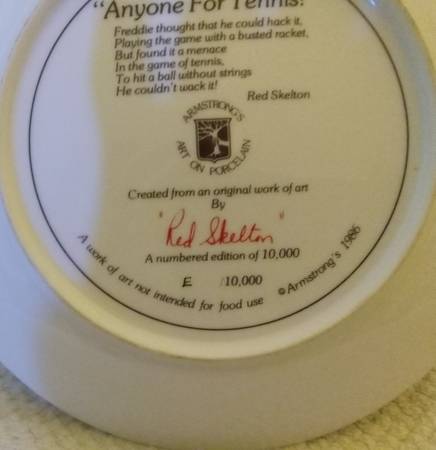 "Anyone For Tennis!
Freddie thought that he could hack it,
Playing the game with a busted racket,
But found it a menace
In the game of tennis,
To hit a ball without strings
He couldn't wack it!
Red Skelton
ARMSTRONG'S
ART ON PORCELAIN
Created from an original work of art
By
"Red Skelton"
A numbered edition of 10,000
E /10,000
A work of art not intended for food use
©Armstrong's 1986